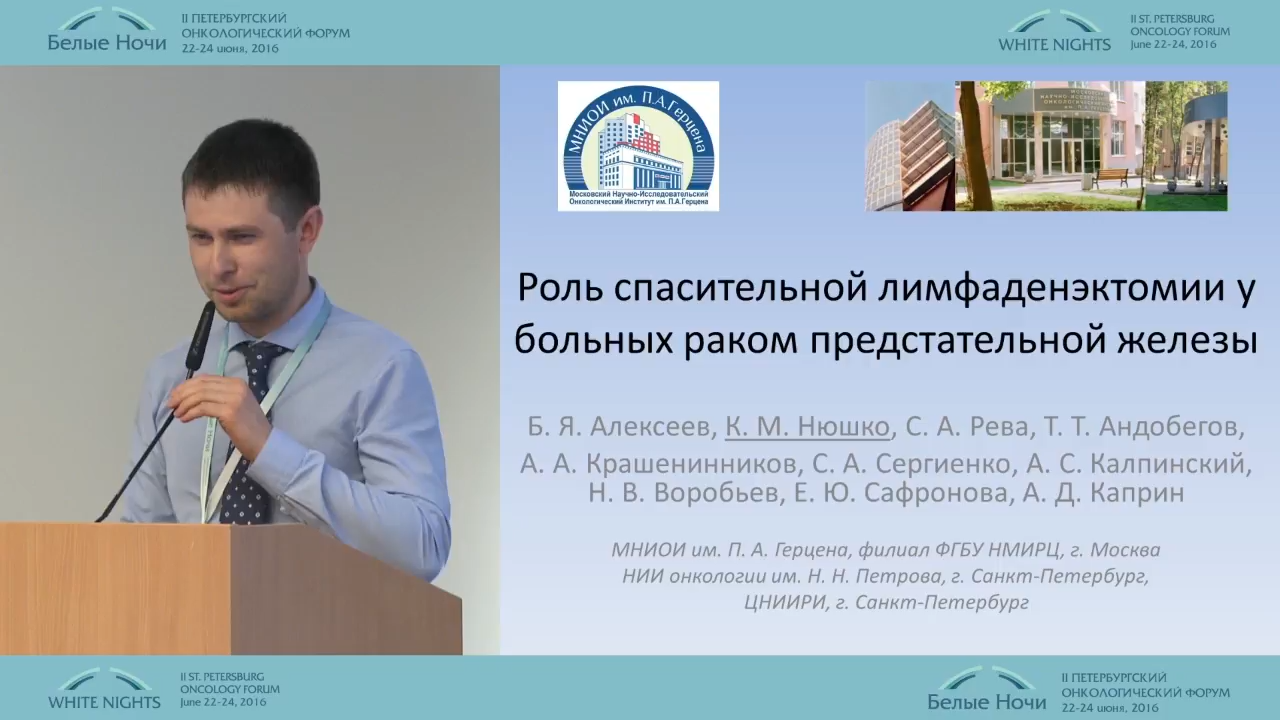 Белые Ночи
II ПЕТЕРБУРГСКИЙ
ОНКОЛОГИЧЕСКИЙ ФОРУМ
22-24 июня, 2016
WHITE NIGHTS
II ST. PETERSBURG
ONCOLOGY FORUM
June 22-24, 2016
МНИОИ им. П.А.Герцена
Московский Научно-Исследовательский
Онкологический Институт им. П.А.Герцена
Роль спасительной лимфаденэктомии у
больных раком предстательной железы
Б. Я. Алексеев, К. М. Нюшко, С. А. Рева, Т. Т. Андобегов,
А. А. Крашенинников, С. А. Сергиенко, А. С. Калпинский,
Н. В. Воробьев, Е. Ю. Сафронова, А. Д. Каприн
МНИОИ им. П. А. Герцена, филиал ФГБУ НМИРЦ, г. Москва
НИИ онкологии им. Н. Н. Петрова, г. Санкт-Петербург,
ЦНИИРИ, г. Санкт-Петербург
WHITE NIGHTS
II ST. PETERSBURG
ONCOLOGY FORUM
June 22-24, 2016
Белые Ночи
II ПЕТЕРБУРГСКИЙ
ОНКОЛОГИЧЕСКИЙ ФОРУМ
22-24 июня, 2016